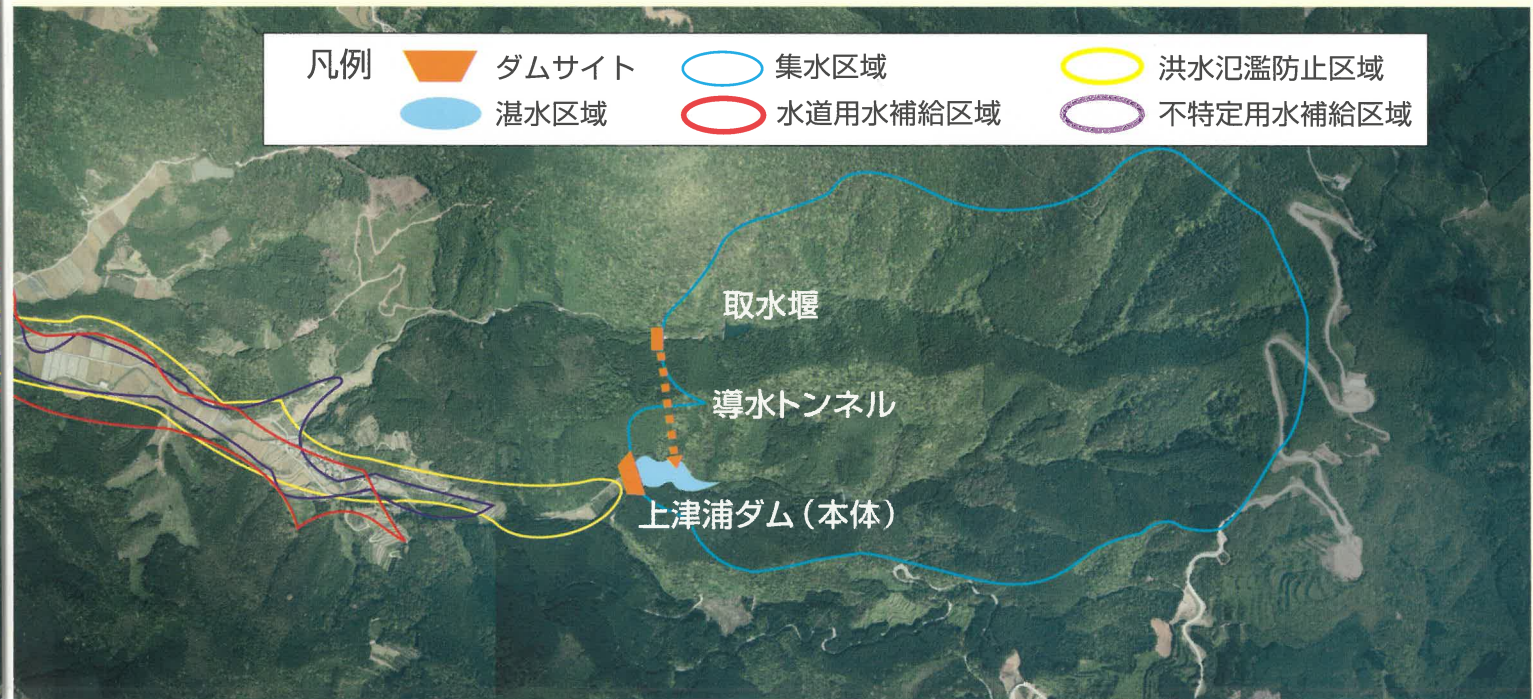 凡例 ダムサイト 集水区域 洪水氾濫防止区域
湛水区域 水道用水補給区域 不特定用水補給区域
取水堰
導水トンネル
上津浦ダム（本体）